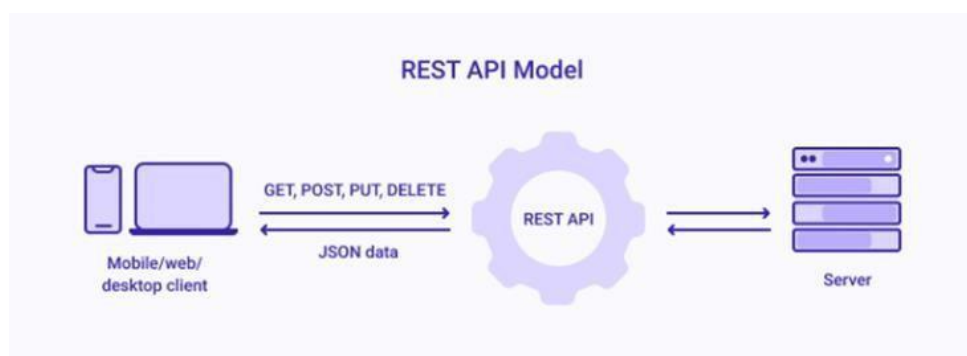 REST API Model
GET, POST, PUT, DELETE
REST API
JSON data
Mobile/web/
desktop client
Server